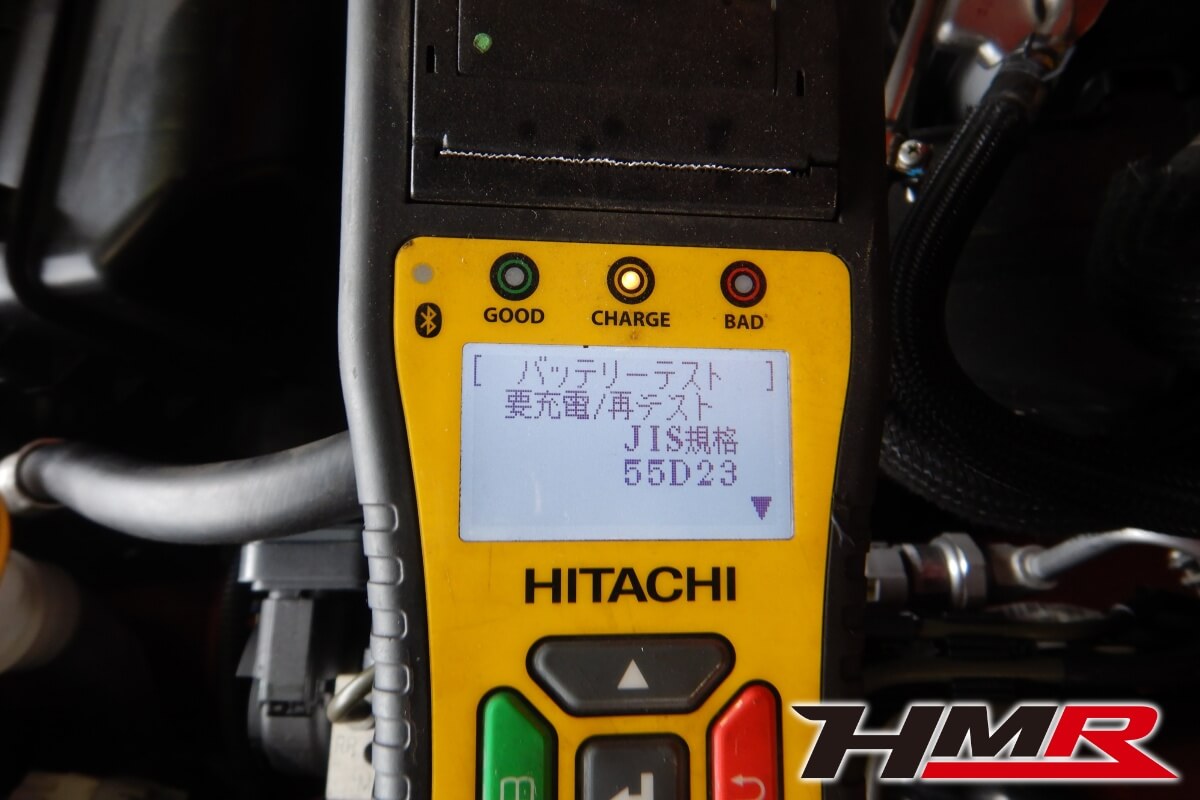 GOOD
CHARGE
BAD
[ バッテリーテスト ]
要充電/再テスト
JIS規格
55D23
HITACHI
HMR